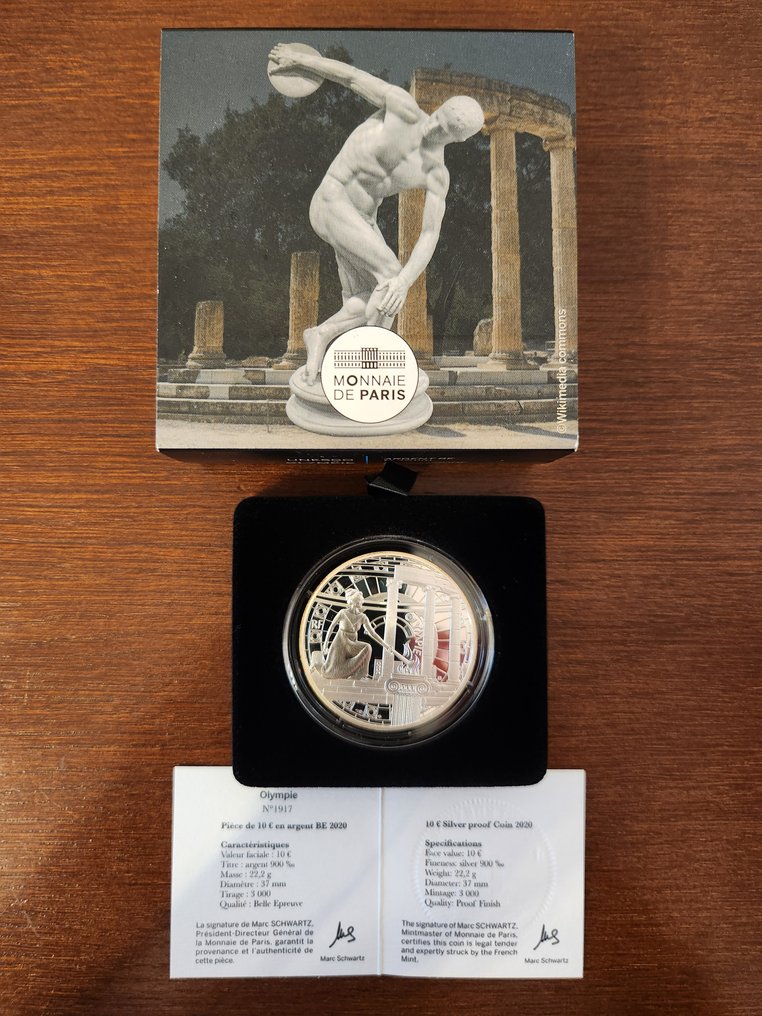 ©Wikimedia commons
MONNAIE
DE PARIS
UNESCO
OLYMPIE
ARGENT BE
RF
Olympie
N°1917
Pièce de 10 € en argent BE 2020
Caractéristiques
Valeur faciale : 10 €
Titre : argent 900 ‰
Masse : 22,2 g
Diamètre : 37 mm
Tirage : 3 000
Qualité : Belle Epreuve
La signature de Marc SCHWARTZ,
Président-Directeur Général de
la Monnaie de Paris, garantit la
provenance et l'authenticité de
cette pièce.
Marc Schwartz
10 € Silver proof Coin 2020
Specifications
Face value: 10 €
Fineness: silver 900 ‰
Weight: 22,2 g
Diameter: 37 mm
Mintage: 3 000
Quality: Proof Finish
The signature of Marc SCHWARTZ,
Mintmaster of Monnaie de Paris,
certifies this coin is legal tender
and expertly struck by the French
Mint.
Marc Schwartz